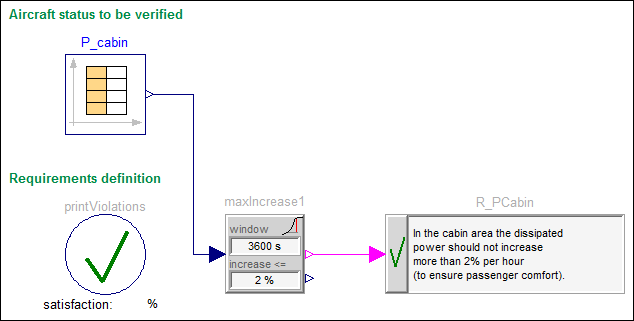 Aircraft status to be verified
P_cabin
Requirements definition
printViolations
satisfaction: %
maxIncrease1
window
3600 s
increase <=
2 %
R_PCabin
In the cabin area the dissipated
power should not increase
more than 2% per hour
(to ensure passenger comfort).